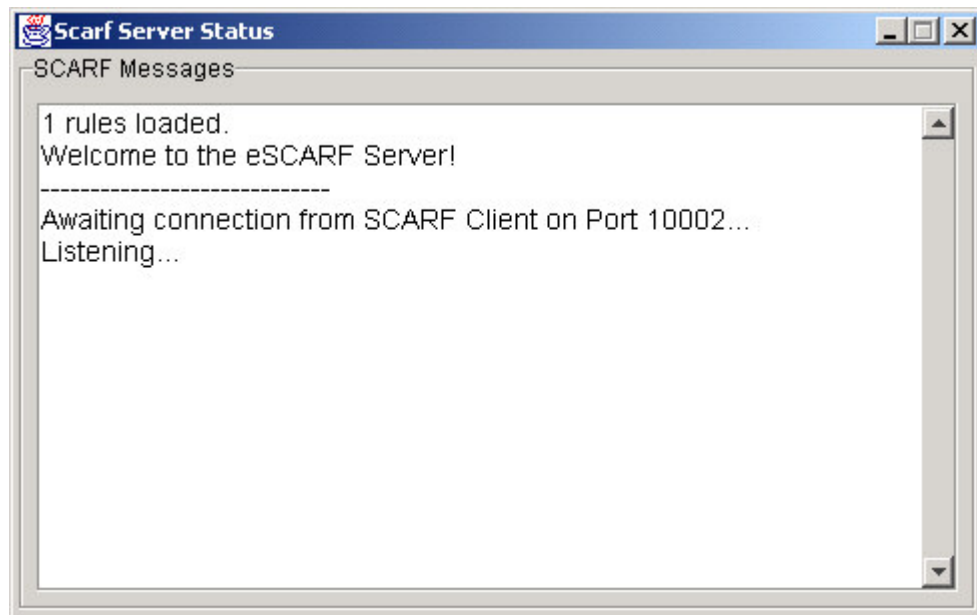 Scarf Server Status
SCARF Messages
1 rules loaded.
Welcome to the eSCARF Server!
-----------------------------
Awaiting connection from SCARF Client on Port 10002...
Listening...